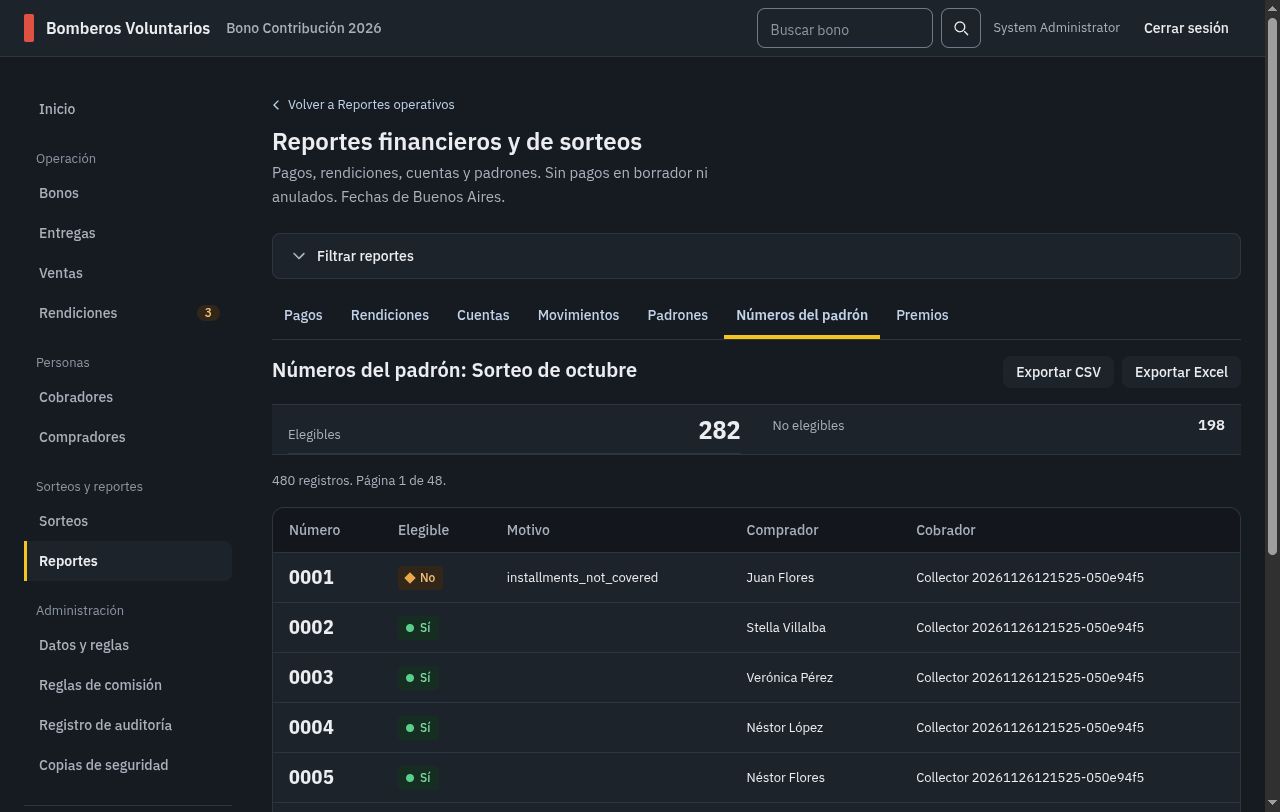 Bomberos Voluntarios Bono Contribución 2026 Buscar bono System Administrator Cerrar sesión
Inicio
Operación
Bonos
Entregas
Ventas
Rendiciones 3
Personas
Cobradores
Compradores
Sorteos y reportes
Sorteos
Reportes
Administración
Datos y reglas
Reglas de comisión
Registro de auditoría
Copias de seguridad
Volver a Reportes operativos
Reportes financieros y de sorteos
Pagos, rendiciones, cuentas y padrones. Sin pagos en borrador ni
anulados. Fechas de Buenos Aires.
Filtrar reportes
Pagos Rendiciones Cuentas Movimientos Padrones Números del padrón Premios
Números del padrón: Sorteo de octubre Exportar CSV Exportar Excel
Elegibles 282 No elegibles 198
480 registros. Página 1 de 48.
Número Elegible Motivo Comprador Cobrador
0001 No installments_not_covered Juan Flores Collector 20261126121525-050e94f5
0002 Sí Stella Villalba Collector 20261126121525-050e94f5
0003 Sí Verónica Pérez Collector 20261126121525-050e94f5
0004 Sí Néstor López Collector 20261126121525-050e94f5
0005 Sí Néstor Flores Collector 20261126121525-050e94f5